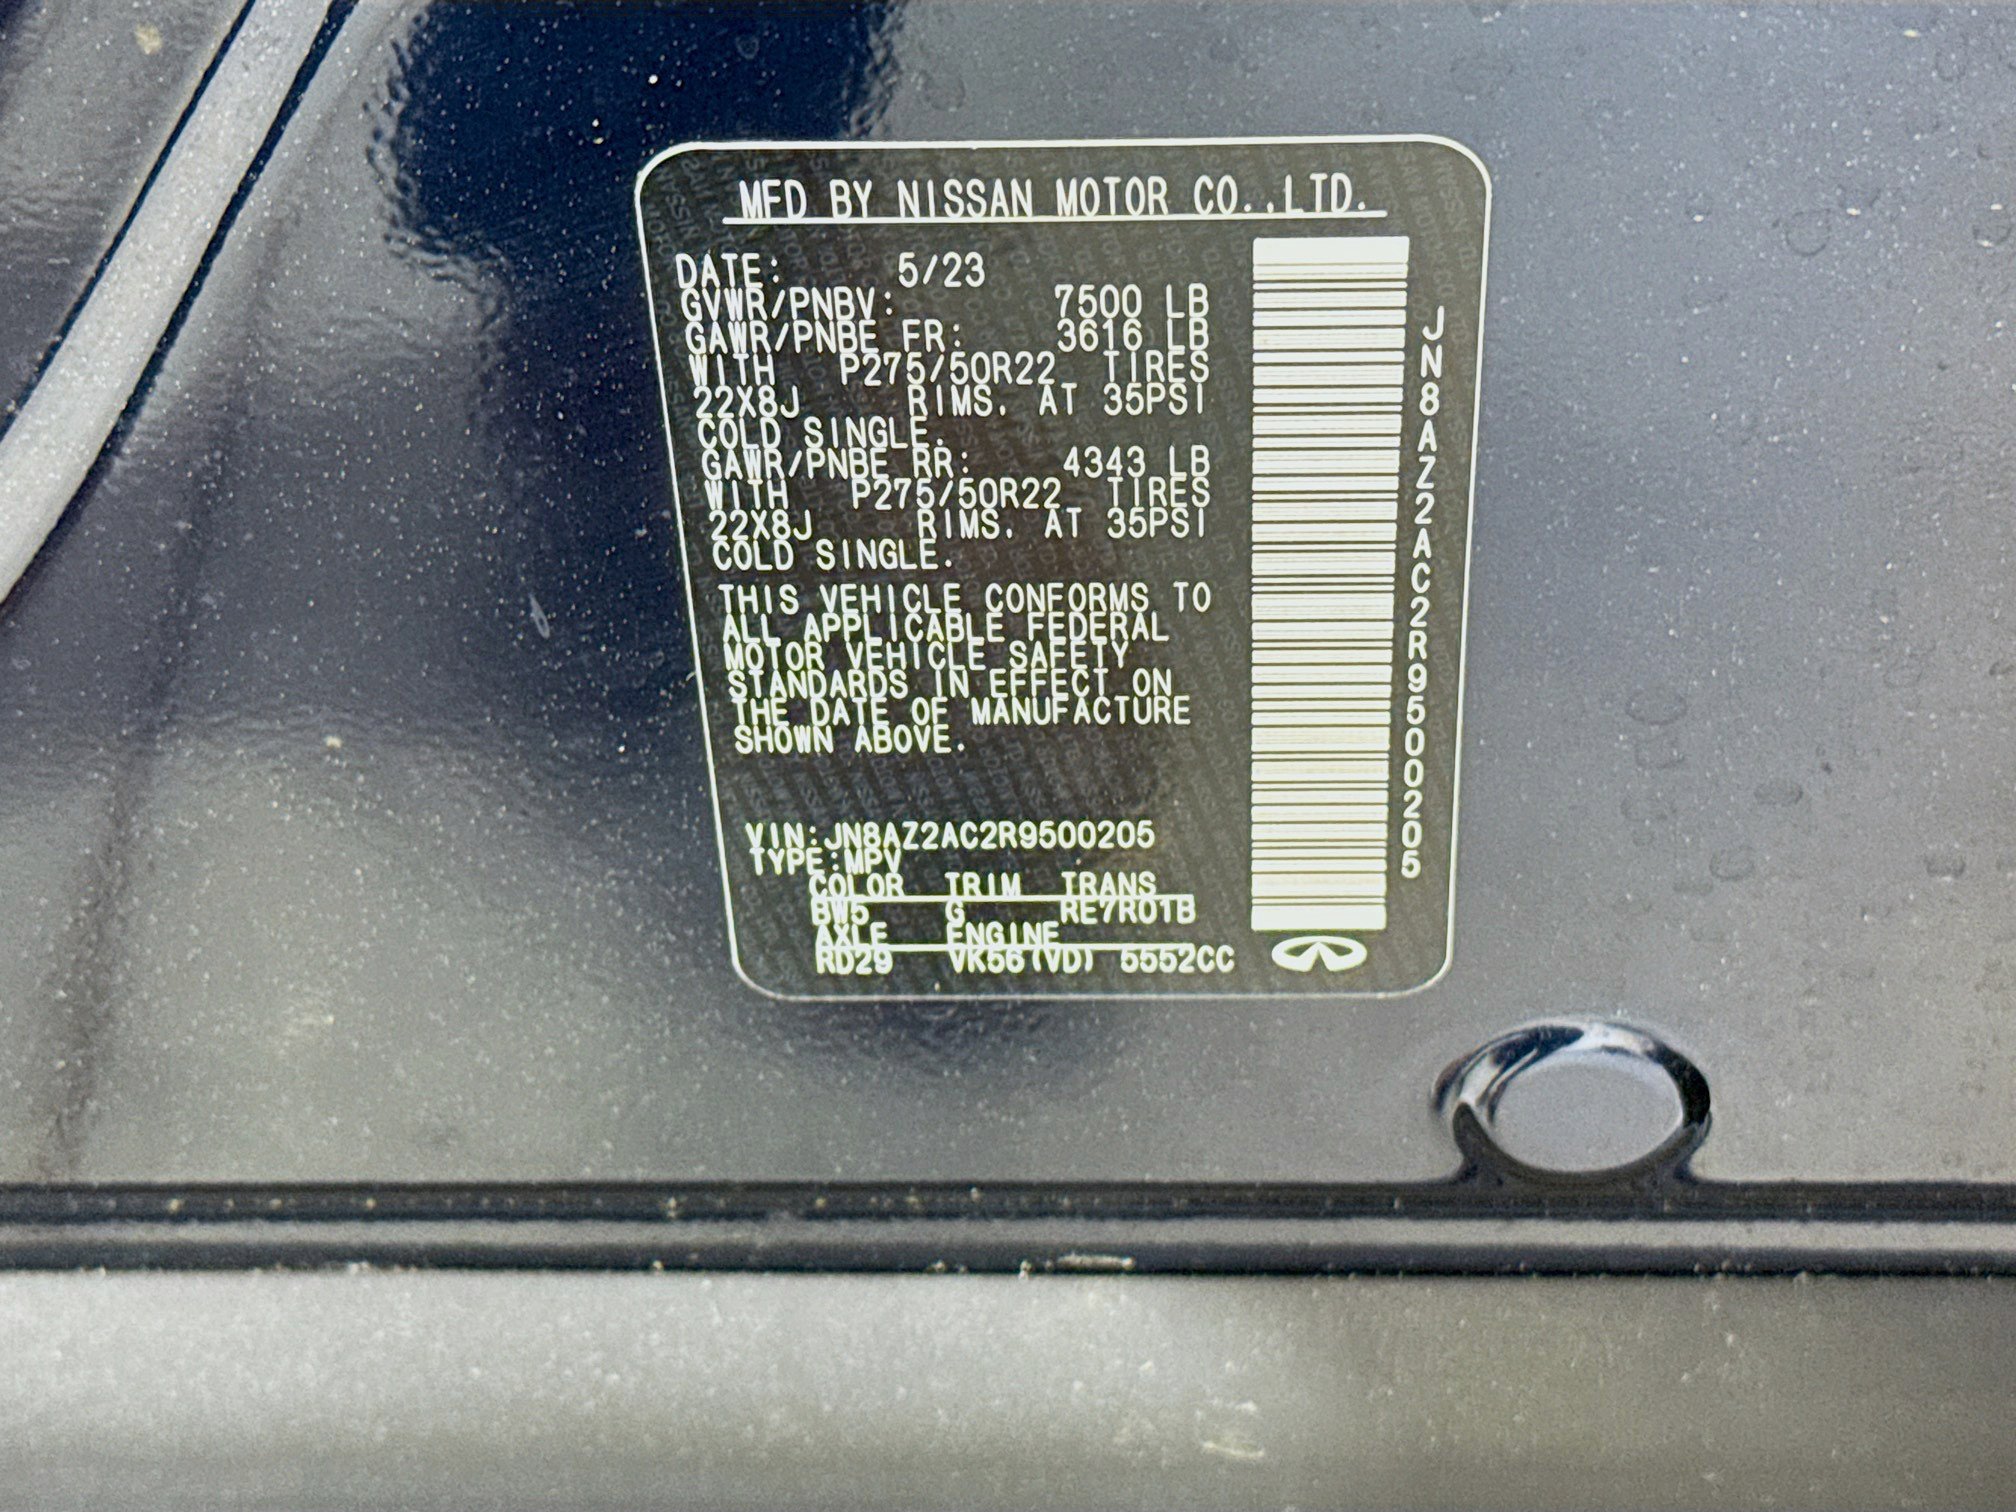 MFD BY NISSAN MOTOR CO.,LTD.
DATE: 5/23
GVWR/PNBV: 7500 LB
GAWR/PNBE FR: 3616 LB
WITH P275/50R22 TIRES
22X8J RIMS. AT 35PSI
COLD SINGLE.
GAWR/PNBE RR: 4343 LB
WITH P275/50R22 TIRES
22X8J RIMS. AT 35PSI
COLD SINGLE.
THIS VEHICLE CONFORMS TO
ALL APPLICABLE FEDERAL
MOTOR VEHICLE SAFETY
STANDARDS IN EFFECT ON
THE DATE OF MANUFACTURE
SHOWN ABOVE.
VIN:JN8AZ2AC2R9500205
TYPE:MPV
COLOR TRIM TRANS
BW5 G RE7R01B
AXLE ENGINE
RD29 VK56(VD) 5552CC
JN8AZ2AC2R9500205